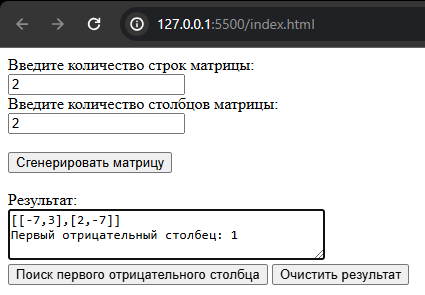 127.0.0.1:5500/index.html
Введите количество строк матрицы:
2
Введите количество столбцов матрицы:
2
Сгенерировать матрицу
Результат:
[[-7,3],[2,-7]]
Первый отрицательный столбец: 1
Поиск первого отрицательного столбца Очистить результат